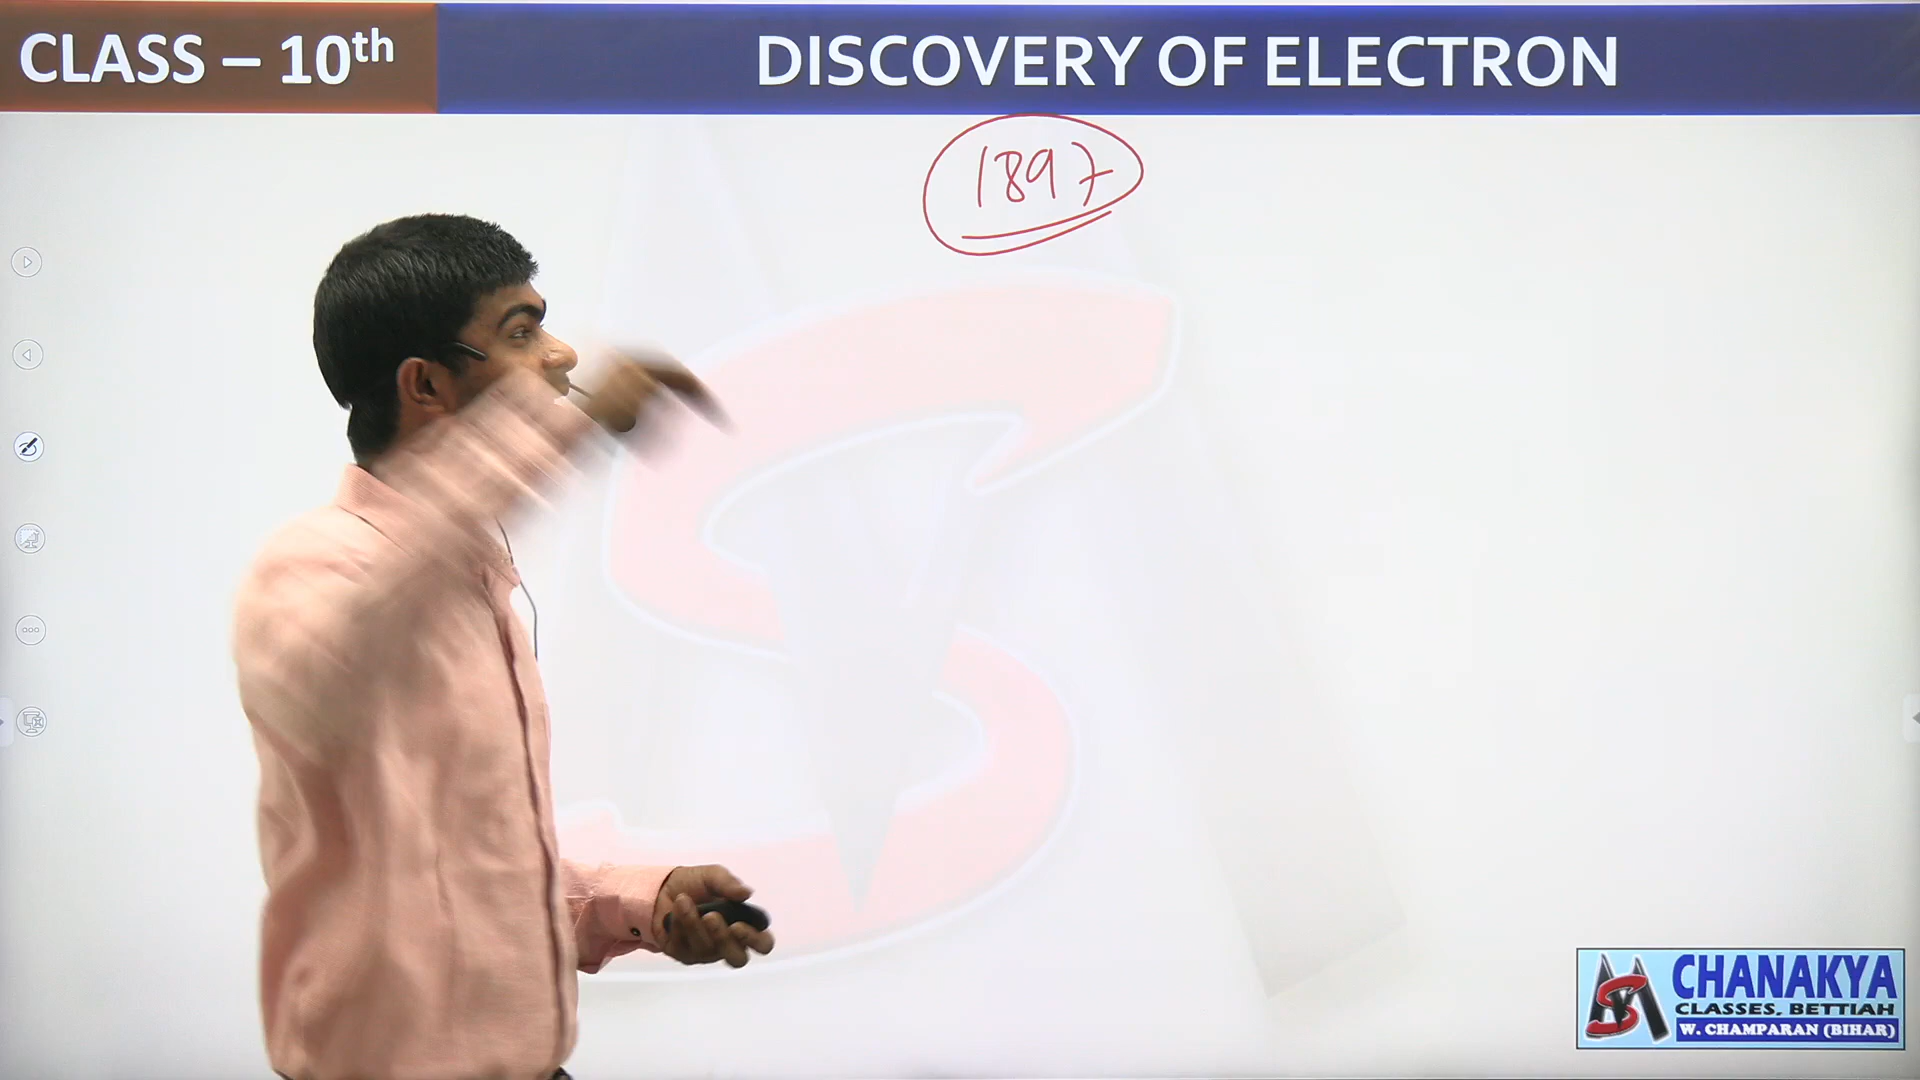 CLASS – 10th
DISCOVERY OF ELECTRON
1897
CHANAKYA
CLASSES, BETTIAH
W. CHAMPARAN (BIHAR)